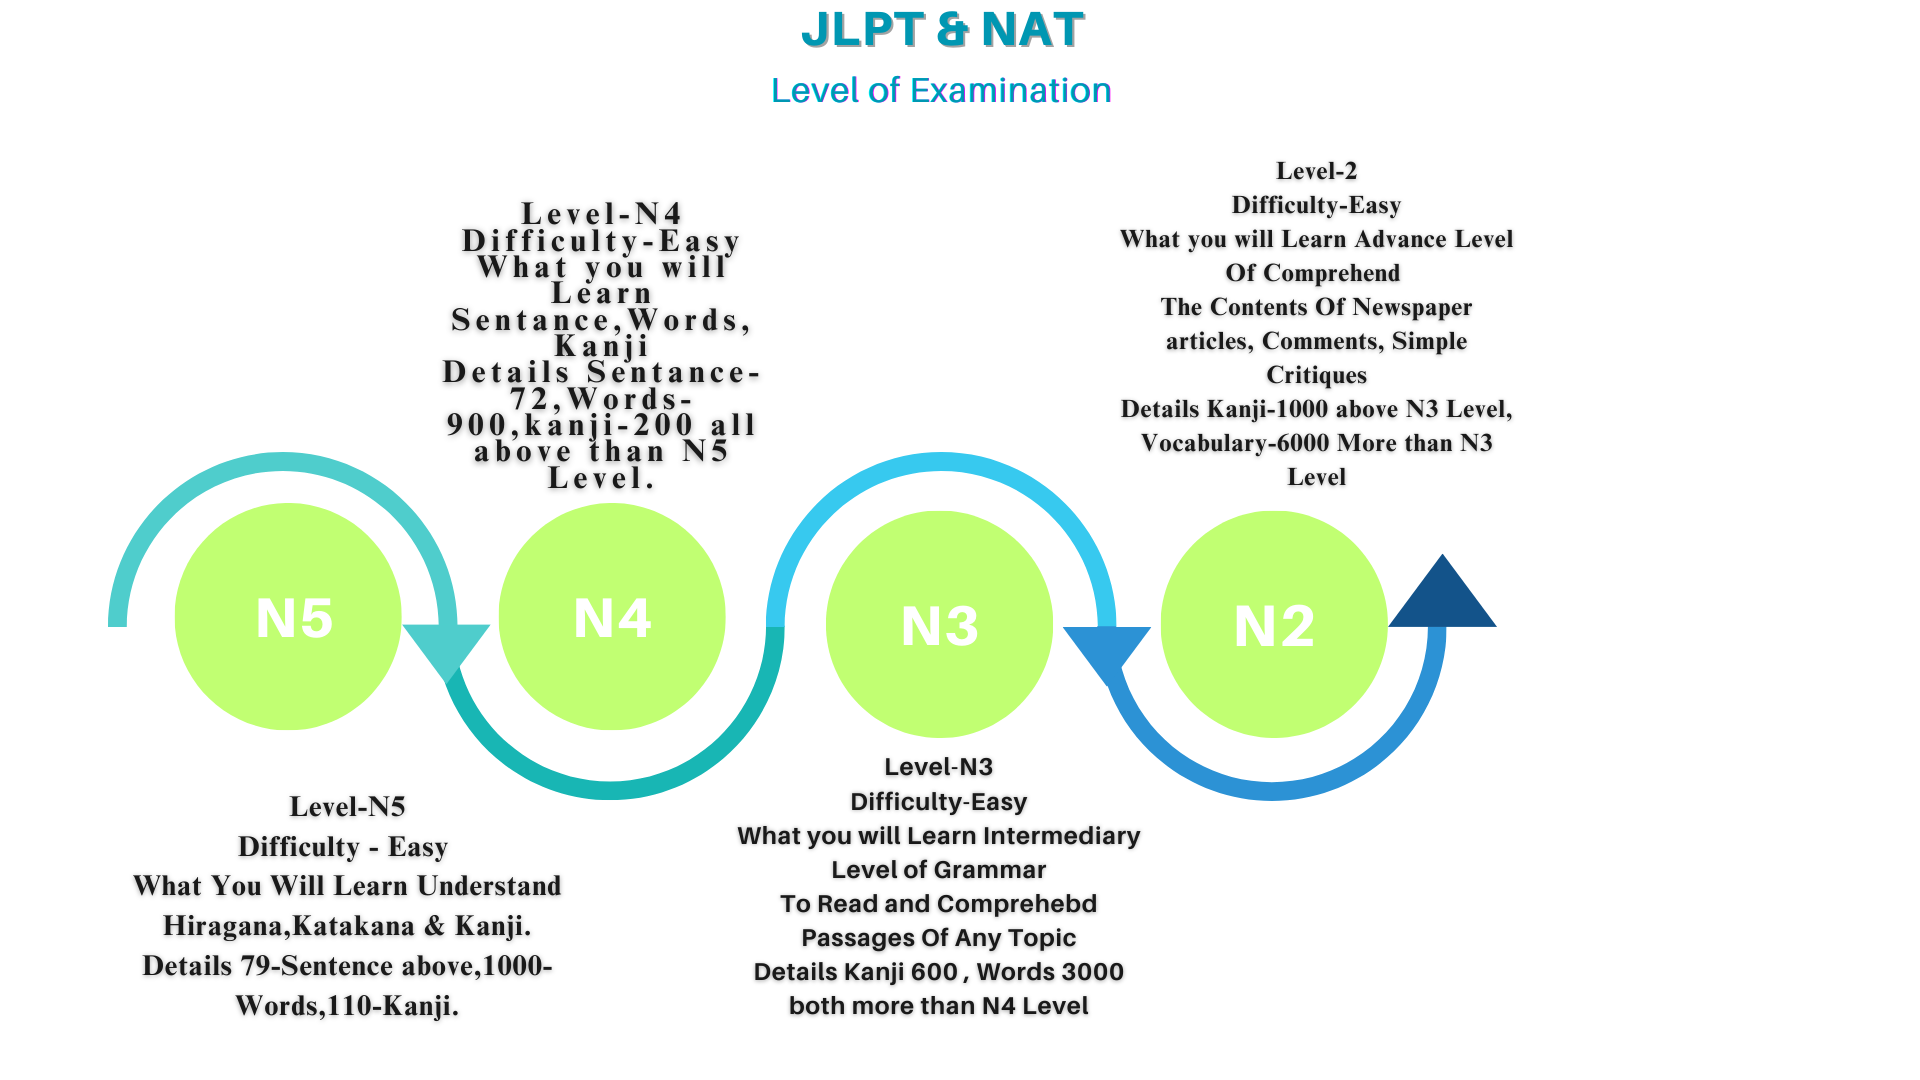 JLPT & NAT
Level of Examination
Level-N5
Difficulty - Easy
What You Will Learn Understand
Hiragana,Katakana & Kanji.
Details 79-Sentence above,1000-
Words,110-Kanji.
N5
Level-N4
Difficulty-Easy
What you will
Learn
Sentance,Words,
Kanji
Details Sentance-
72,Words-
900,kanji-200 all
above than N5
Level.
N4
N3
Level-N3
Difficulty-Easy
What you will Learn Intermediary
Level of Grammar
To Read and Comprehebd
Passages Of Any Topic
Details Kanji 600 , Words 3000
both more than N4 Level
Level-2
Difficulty-Easy
What you will Learn Advance Level
Of Comprehend
The Contents Of Newspaper
articles, Comments, Simple
Critiques
Details Kanji-1000 above N3 Level,
Vocabulary-6000 More than N3
Level
N2